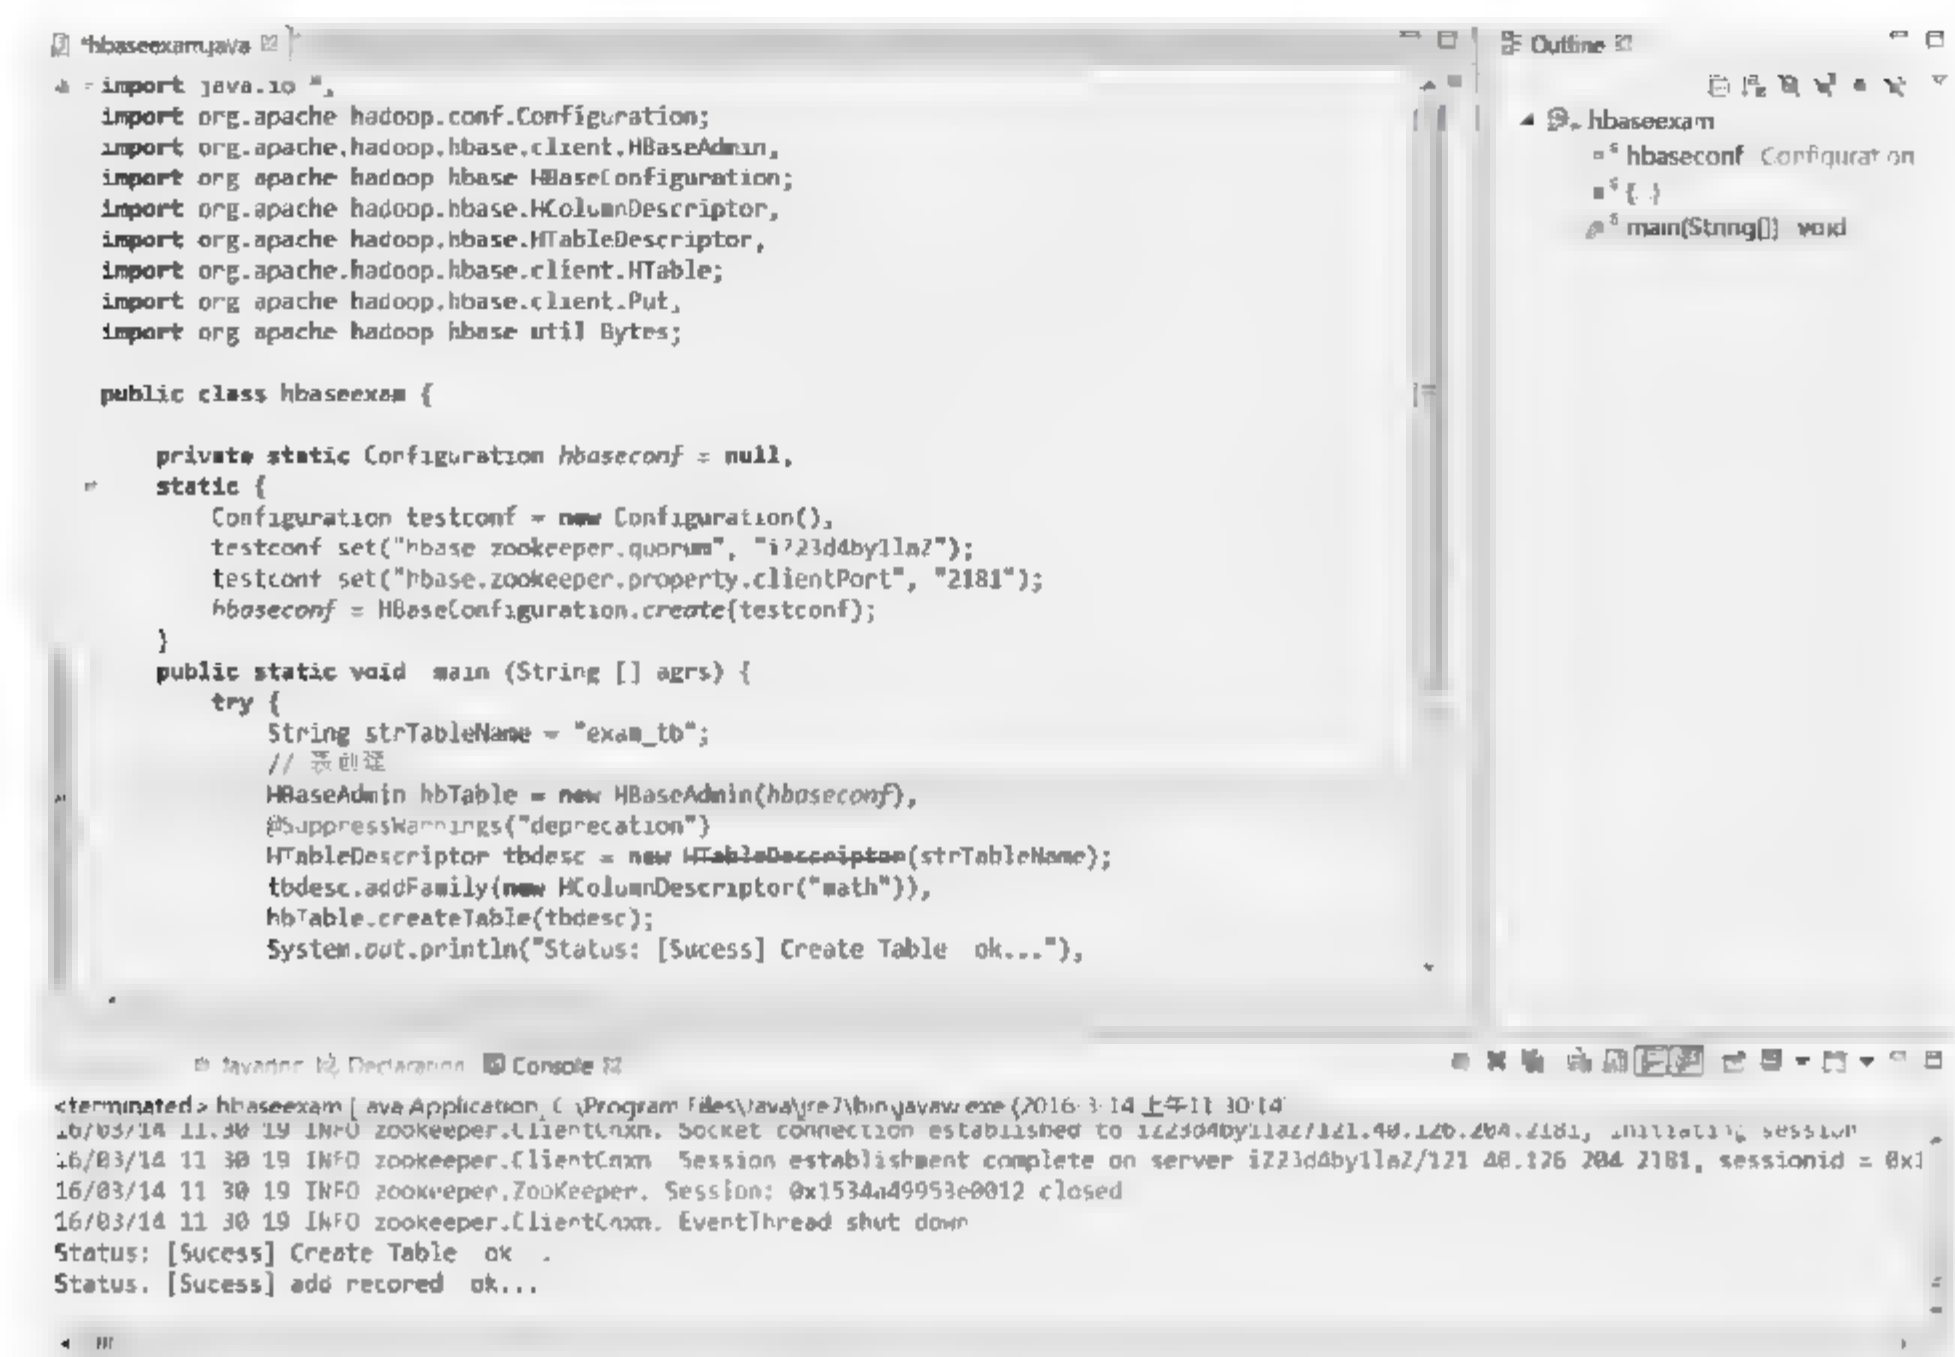 *hbaseexam.java
import java.io.*;
import org.apache.hadoop.conf.Configuration;
import org.apache.hadoop.hbase.client.HBaseAdmin;
import org.apache.hadoop.hbase.HBaseConfiguration;
import org.apache.hadoop.hbase.HColumnDescriptor;
import org.apache.hadoop.hbase.HTableDescriptor;
import org.apache.hadoop.hbase.client.HTable;
import org.apache.hadoop.hbase.client.Put;
import org.apache.hadoop.hbase.util.Bytes;
public class hbaseexam {
private static Configuration hbaseconf = null;
static {
Configuration testconf = new Configuration();
testconf.set("hbase.zookeeper.quorum", "iZ23d4by1laZ");
testconf.set("hbase.zookeeper.property.clientPort", "2181");
hbaseconf = HBaseConfiguration.create(testconf);
}
public static void main (String [] agrs) {
try {
String strTableName = "exam_tb";
// 表创建
HBaseAdmin hbTable = new HBaseAdmin(hbaseconf);
@SuppressWarnings("deprecation")
HTableDescriptor tbdesc = new HTableDescriptor(strTableName);
tbdesc.addFamily(new HColumnDescriptor("math"));
hbTable.createTable(tbdesc);
System.out.println("Status: [Sucess] Create Table ok...");
Outline
hbaseexam
hbaseconf Configuration
{...}
main(String[]) void
Javadoc Declaration Console
<terminated> hbaseexam [Java Application] C:\Program Files\Java\jre7\bin\javaw.exe (2016-3-14 上午11:30:14)
16/03/14 11:30:19 INFO zookeeper.ClientCnxn: Socket connection established to iZ23d4by1laZ/121.40.126.204:2181, initiating session
16/03/14 11:30:19 INFO zookeeper.ClientCnxn: Session establishment complete on server iZ23d4by1laZ/121.40.126.204:2181, sessionid = 0x1
16/03/14 11:30:19 INFO zookeeper.ZooKeeper: Session: 0x1534a49953e0012 closed
16/03/14 11:30:19 INFO zookeeper.ClientCnxn: EventThread shut down
Status: [Sucess] Create Table ok...
Status: [Sucess] add recored ok...